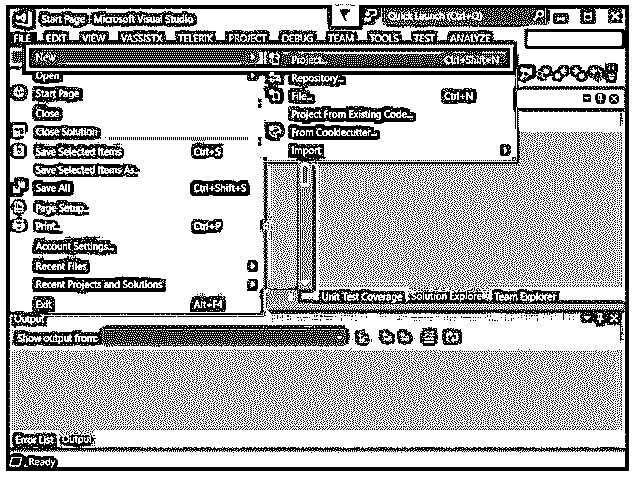 Start Page - Microsoft Visual Studio
Quick Launch (Ctrl+Q)
FILE EDIT VIEW VASSISTX TELERIK PROJECT DEBUG TEAM TOOLS TEST ANALYZE
New
Project... Ctrl+Shift+N
Open
Repository...
Start Page
File... Ctrl+N
Close
Project From Existing Code...
Close Solution
From Cookiecutter...
Save Selected Items Ctrl+S
Import
Save Selected Items As...
Save All Ctrl+Shift+S
Page Setup...
Print... Ctrl+P
Account Settings...
Recent Files
Recent Projects and Solutions
Exit Alt+F4
Unit Test Coverage Solution Explorer Team Explorer
Output
Show output from:
Error List Output
Ready